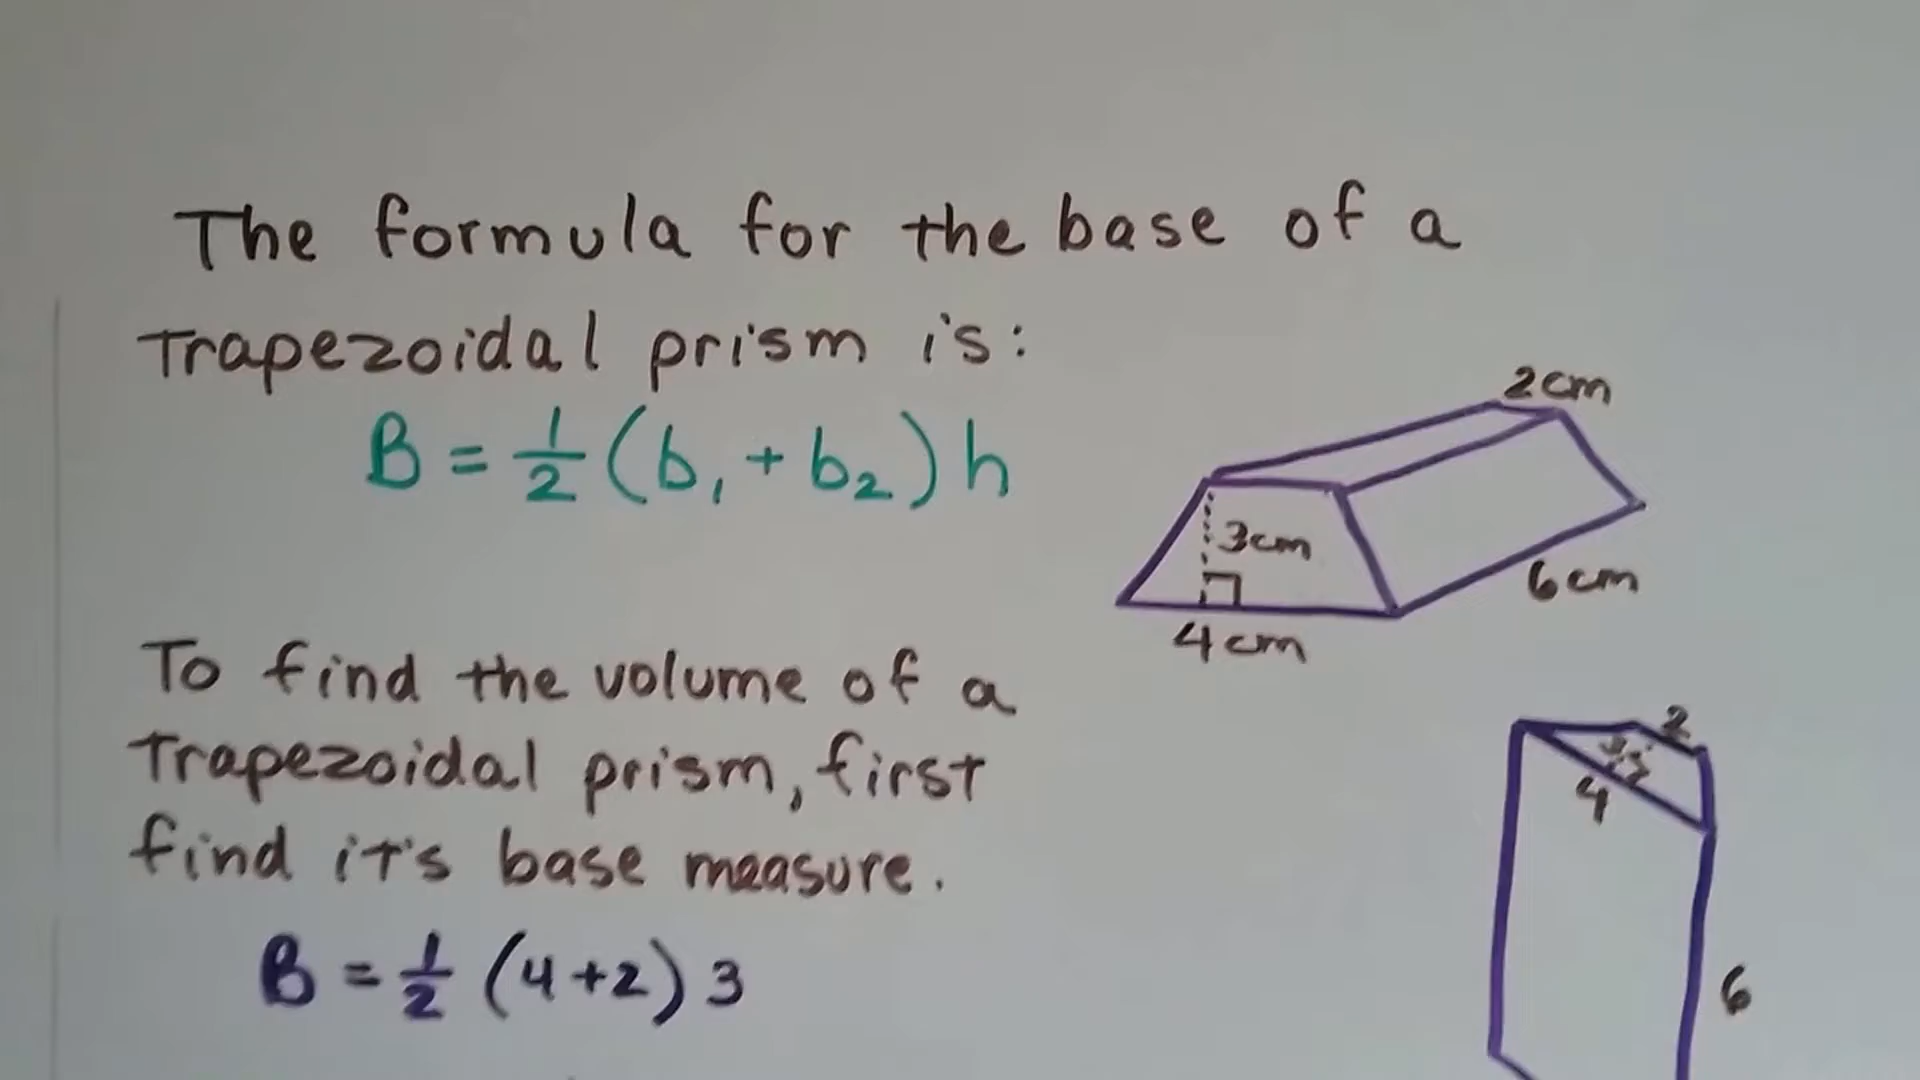 The formula for the base of a
Trapezoidal prism is:
B = 1/2 (b₁ + b₂) h
2cm
3cm
6cm
4cm
To find the volume of a
Trapezoidal prism, first
find it's base measure.
B = 1/2 (4+2) 3
2
3
4
6